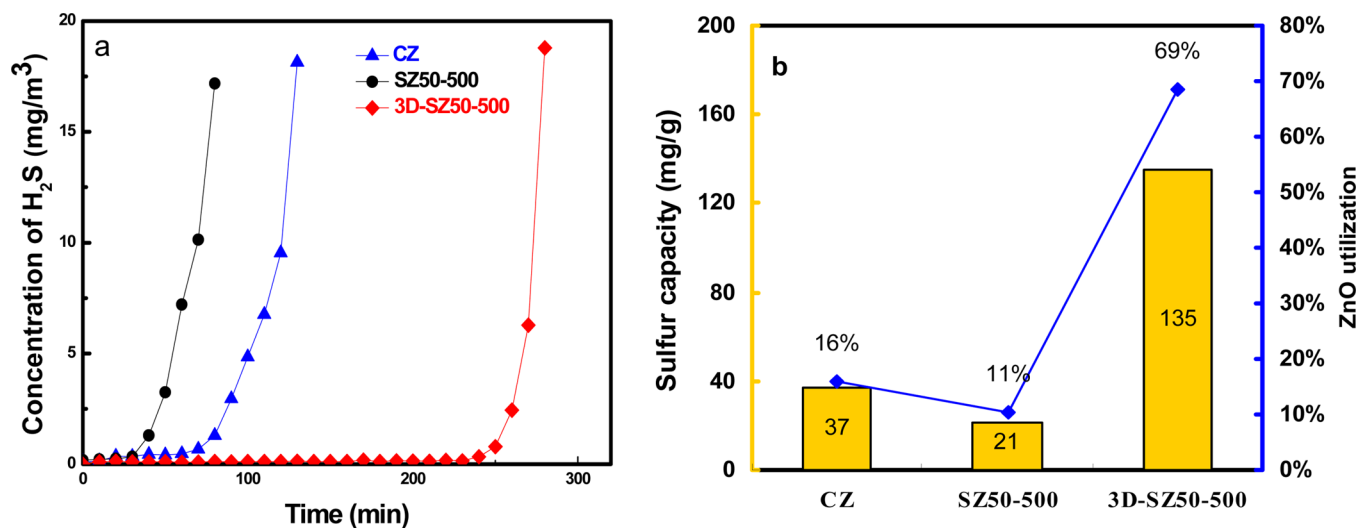 a
CZ
SZ50-500
3D-SZ50-500
Concentration of H₂S (mg/m³)
20
15
10
5
0
0
100
200
300
Time (min)
b
Sulfur capacity (mg/g)
200
160
120
80
40
0
16%
11%
69%
37
21
135
CZ
SZ50-500
3D-SZ50-500
80%
70%
60%
50%
40%
30%
20%
10%
0%
ZnO utilization